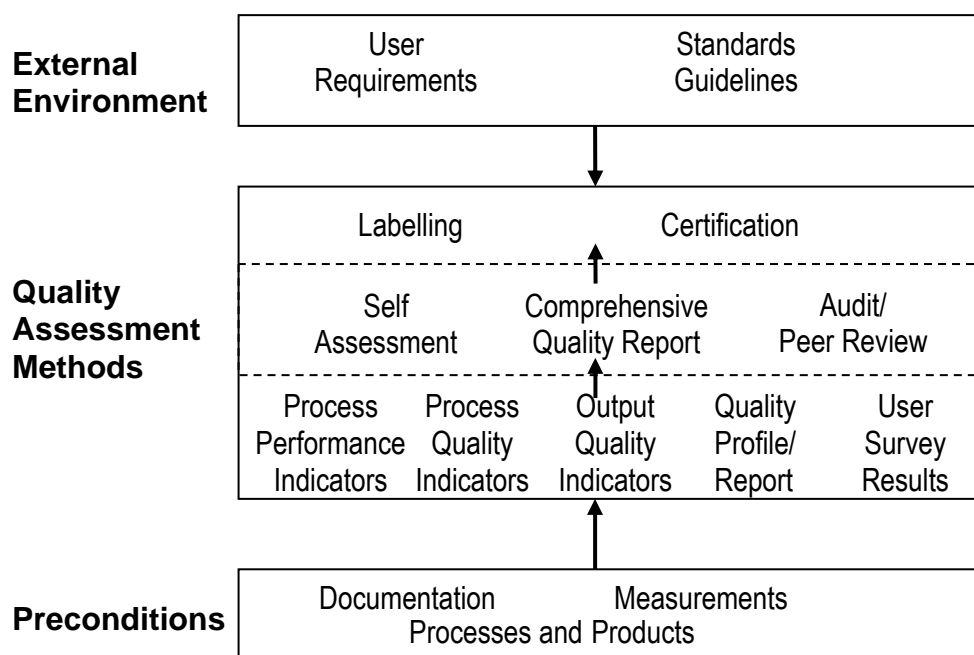 External
Environment
User
Requirements
Standards
Guidelines
Quality
Assessment
Methods
Labelling
Certification
Self
Assessment
Comprehensive
Quality Report
Audit/
Peer Review
Process
Performance
Indicators
Process
Quality
Indicators
Output
Quality
Indicators
Quality
Profile/
Report
User
Survey
Results
Preconditions
Documentation
Measurements
Processes and Products